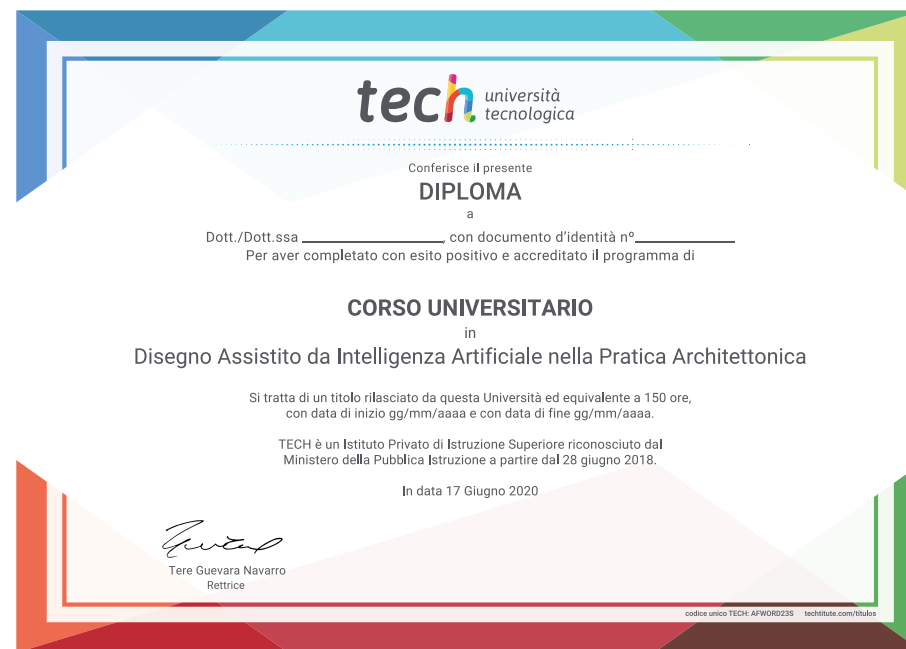 tech università
tecnologica
Conferisce il presente
DIPLOMA
a
Dott./Dott.ssa ____________________, con documento d'identità nº______________
Per aver completato con esito positivo e accreditato il programma di
CORSO UNIVERSITARIO
in
Disegno Assistito da Intelligenza Artificiale nella Pratica Architettonica
Si tratta di un titolo rilasciato da questa Università ed equivalente a 150 ore,
con data di inizio gg/mm/aaaa e con data di fine gg/mm/aaaa.
TECH è un Istituto Privato di Istruzione Superiore riconosciuto dal
Ministero della Pubblica Istruzione a partire dal 28 giugno 2018.
In data 17 Giugno 2020
Tere Guevara Navarro
Rettrice
codice unico TECH: AFWORD23S techtitute.com/titulos